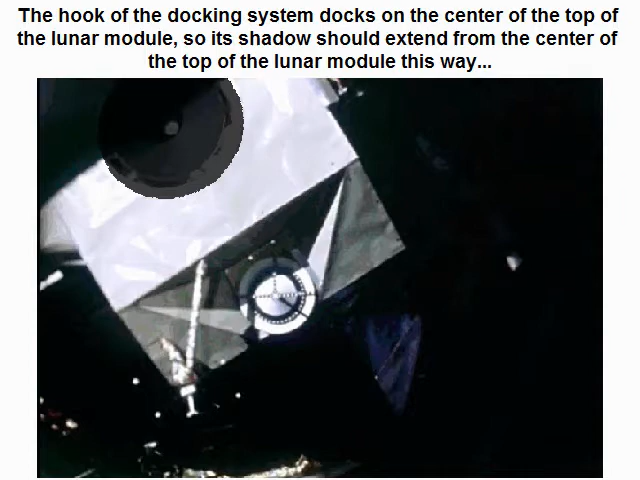 The hook of the docking system docks on the center of the top of
the lunar module, so its shadow should extend from the center of
the top of the lunar module this way...